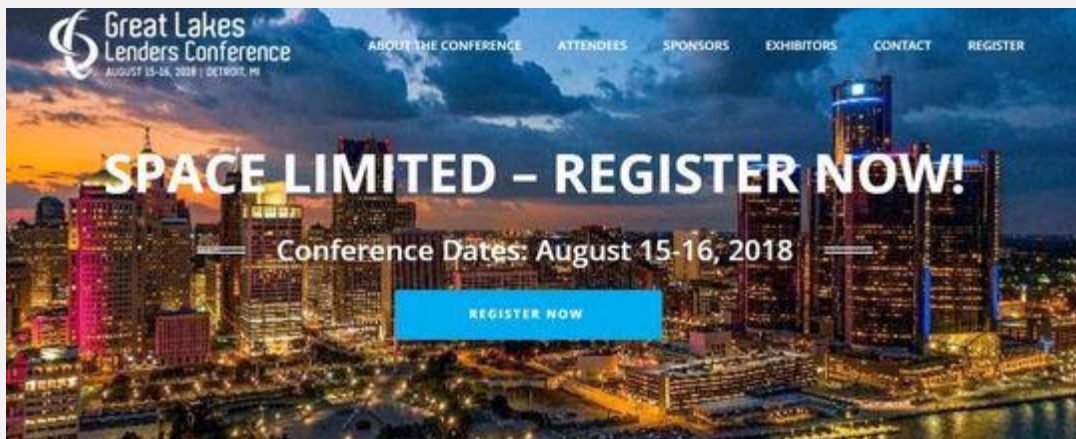 Great Lakes
Lenders Conference
AUGUST 15-16, 2018 | DETROIT, MI
ABOUT THE CONFERENCE
ATTENDEES
SPONSORS
EXHIBITORS
CONTACT
REGISTER
SPACE LIMITED – REGISTER NOW!
Conference Dates: August 15-16, 2018
REGISTER NOW